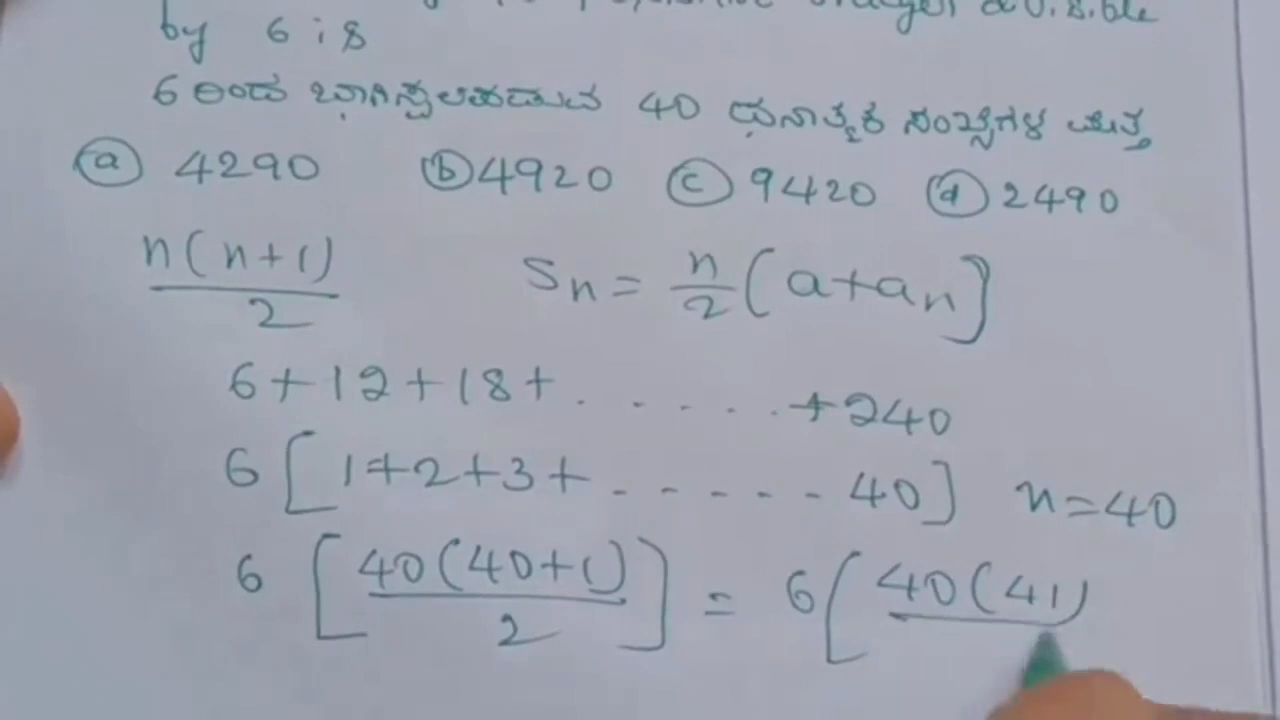 by 6 is
6 ರಿಂದ ಭಾಗಿಸಲ್ಪಡುವ 40 ಧನಾತ್ಮಕ ಸಂಖ್ಯೆಗಳ ಮೊತ್ತ
(a) 4290 (b) 4920 (c) 9420 (d) 2490
n(n+1)/2 Sn = n/2 (a+an]
6+12+18+ . . . . . . +240
6 [1+2+3+ - - - - - - 40] n=40
6 [40(40+1)/2] = 6 [40(41)